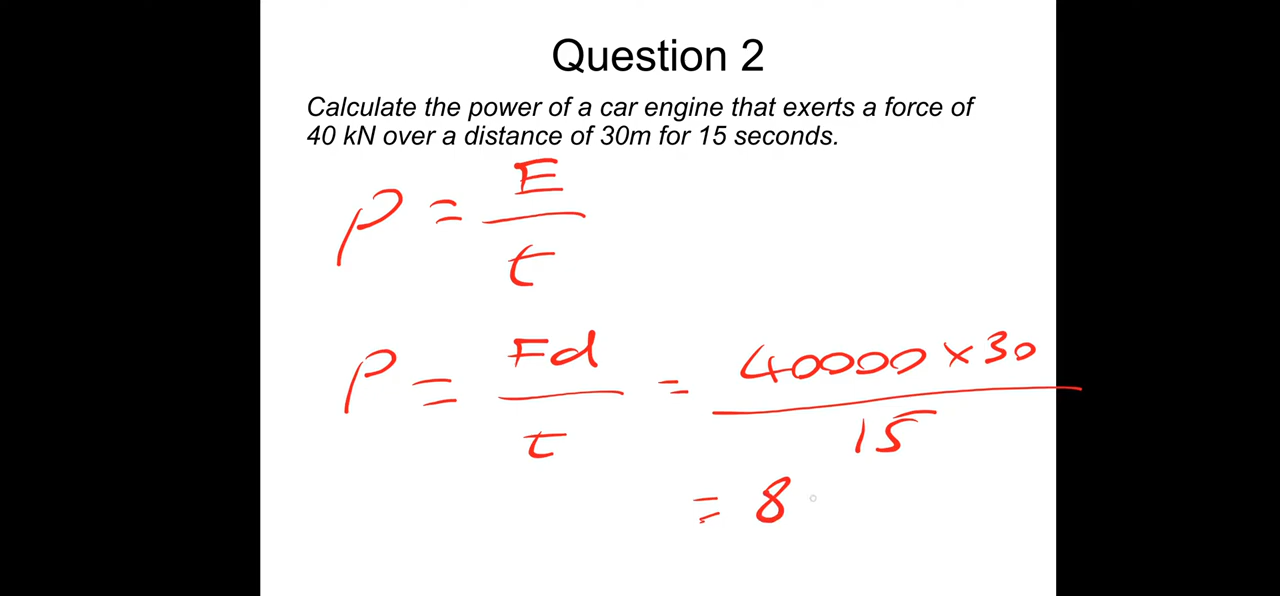 Question 2
Calculate the power of a car engine that exerts a force of
40 kN over a distance of 30m for 15 seconds.
P = E / t
P = Fd / t = 40000 × 30 / 15
= 8